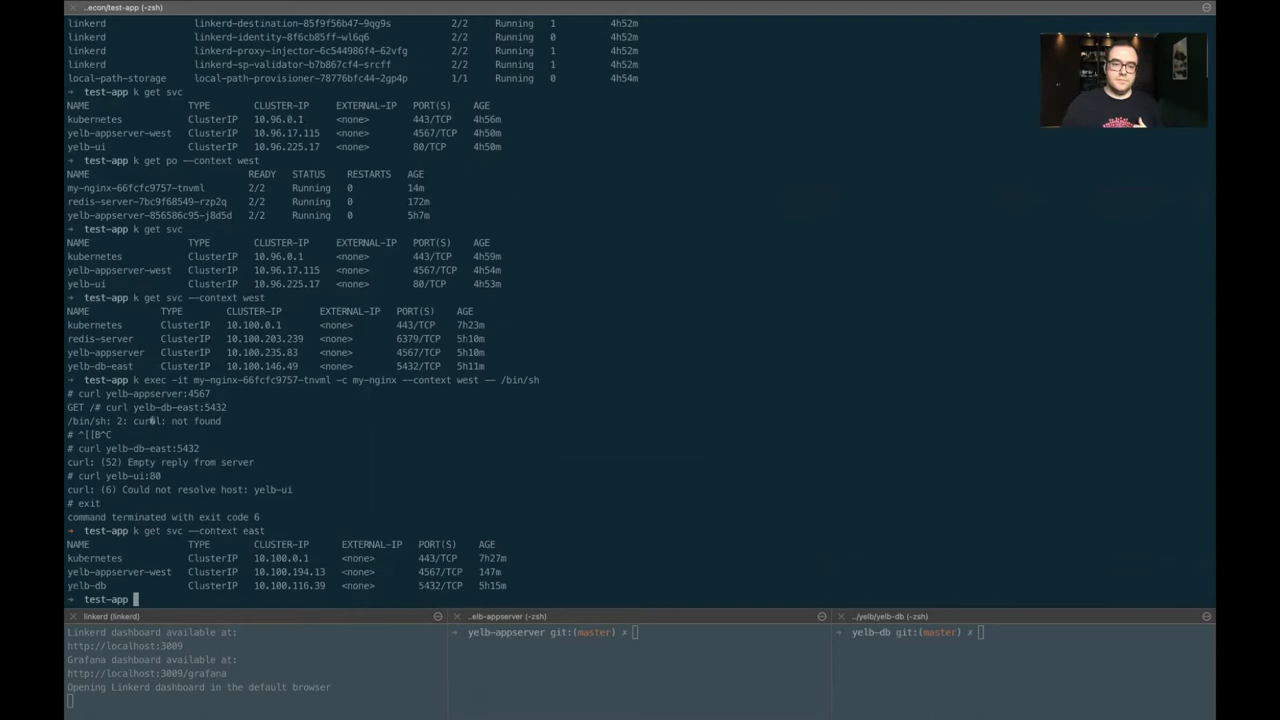 ..econ/test-app (-zsh)
linkerd linkerd-destination-85f9f56b47-9qg9s 2/2 Running 1 4h52m
linkerd linkerd-identity-8f6cb85ff-wl6q6 2/2 Running 0 4h52m
linkerd linkerd-proxy-injector-6c544986f4-62vfg 2/2 Running 1 4h52m
linkerd linkerd-sp-validator-b7b867cf4-srcff 2/2 Running 1 4h52m
local-path-storage local-path-provisioner-78776bfc44-2gp4p 1/1 Running 0 4h54m
➜ test-app k get svc
NAME TYPE CLUSTER-IP EXTERNAL-IP PORT(S) AGE
kubernetes ClusterIP 10.96.0.1 <none> 443/TCP 4h56m
yelb-appserver-west ClusterIP 10.96.17.115 <none> 4567/TCP 4h50m
yelb-ui ClusterIP 10.96.225.17 <none> 80/TCP 4h50m
➜ test-app k get po --context west
NAME READY STATUS RESTARTS AGE
my-nginx-66fcfc9757-tnvml 2/2 Running 0 14m
redis-server-7bc9f68549-rzp2q 2/2 Running 0 172m
yelb-appserver-856586c95-j8d5d 2/2 Running 0 5h7m
➜ test-app k get svc
NAME TYPE CLUSTER-IP EXTERNAL-IP PORT(S) AGE
kubernetes ClusterIP 10.96.0.1 <none> 443/TCP 4h59m
yelb-appserver-west ClusterIP 10.96.17.115 <none> 4567/TCP 4h54m
yelb-ui ClusterIP 10.96.225.17 <none> 80/TCP 4h53m
➜ test-app k get svc --context west
NAME TYPE CLUSTER-IP EXTERNAL-IP PORT(S) AGE
kubernetes ClusterIP 10.100.0.1 <none> 443/TCP 7h23m
redis-server ClusterIP 10.100.203.239 <none> 6379/TCP 5h10m
yelb-appserver ClusterIP 10.100.235.83 <none> 4567/TCP 5h10m
yelb-db-east ClusterIP 10.100.146.49 <none> 5432/TCP 5h11m
➜ test-app k exec -it my-nginx-66fcfc9757-tnvml -c my-nginx --context west -- /bin/sh
# curl yelb-appserver:4567
GET /# curl yelb-db-east:5432
/bin/sh: 2: cur�l: not found
# ^[[B^C
# curl yelb-db-east:5432
curl: (52) Empty reply from server
# curl yelb-ui:80
curl: (6) Could not resolve host: yelb-ui
# exit
command terminated with exit code 6
➜ test-app k get svc --context east
NAME TYPE CLUSTER-IP EXTERNAL-IP PORT(S) AGE
kubernetes ClusterIP 10.100.0.1 <none> 443/TCP 7h27m
yelb-appserver-west ClusterIP 10.100.194.13 <none> 4567/TCP 147m
yelb-db ClusterIP 10.100.116.39 <none> 5432/TCP 5h15m
➜ test-app
linkerd (linkerd)
Linkerd dashboard available at:
http://localhost:3009
Grafana dashboard available at:
http://localhost:3009/grafana
Opening Linkerd dashboard in the default browser
..elb-appserver (-zsh)
➜ yelb-appserver git:(master) ✗
../yelb/yelb-db (-zsh)
➜ yelb-db git:(master) ✗